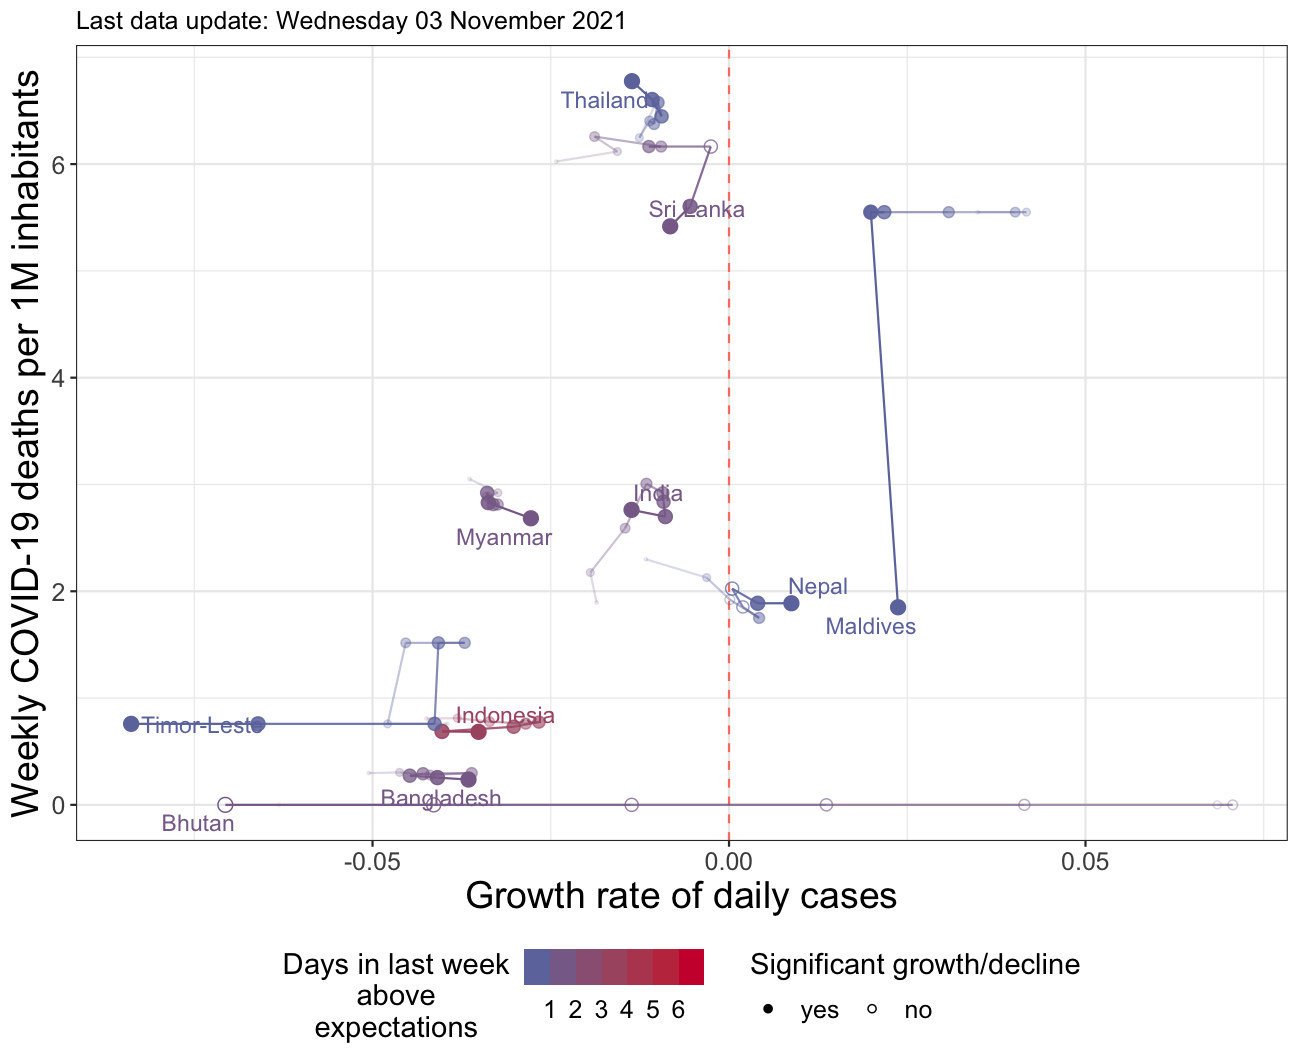 Last data update: Wednesday 03 November 2021
Weekly COVID-19 deaths per 1M inhabitants
6
4
2
0
Thailand
Sri Lanka
India
Myanmar
Nepal
Maldives
Indonesia
Timor-Leste
Bangladesh
Bhutan
-0.05 0.00 0.05
Growth rate of daily cases
Days in last week
above
expectations
1 2 3 4 5 6
Significant growth/decline
yes no